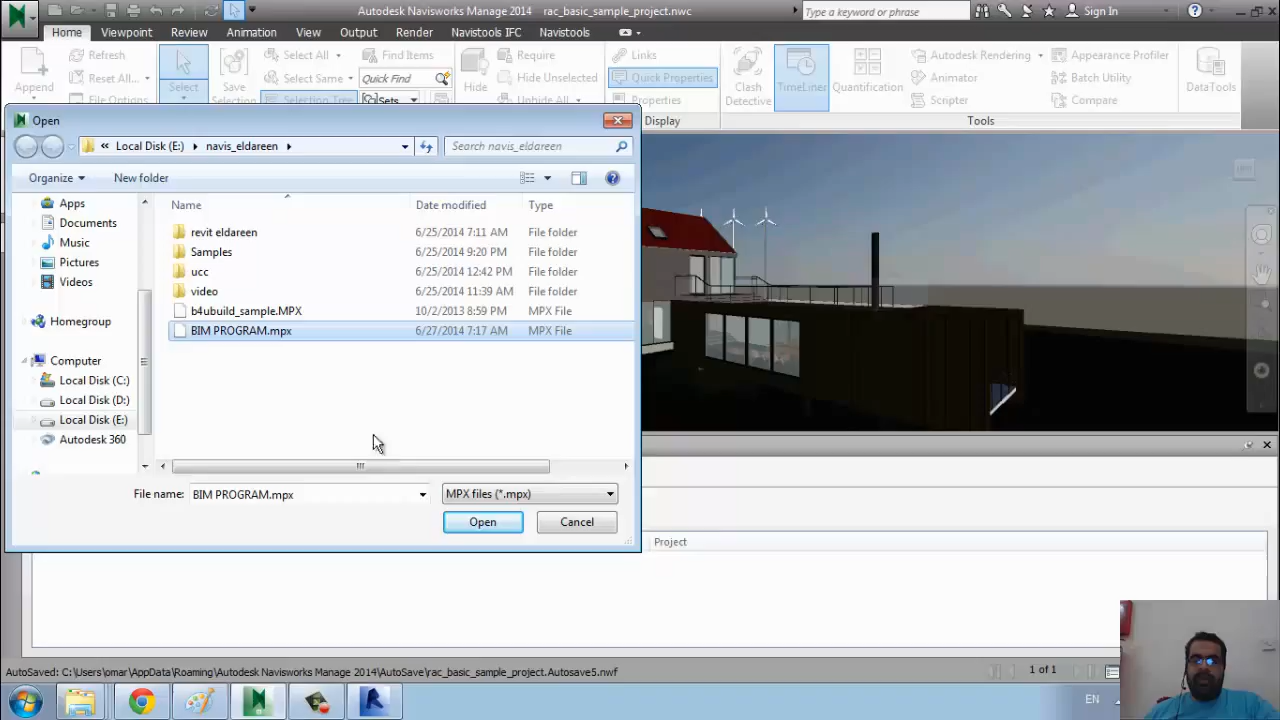 Autodesk Navisworks Manage 2014 rac_basic_sample_project.nwc
Type a keyword or phrase
Sign In
Home Viewpoint Review Animation View Output Render Navistools IFC Navistools
Append
Refresh
Reset All...
File Options
Select
Save Selection
Select All
Select Same
Selection Tree
Find Items
Quick Find
Sets
Hide
Require
Hide Unselected
Unhide All
Links
Quick Properties
Properties
Display
Clash Detective
TimeLiner
Quantification
Autodesk Rendering
Animator
Scripter
Appearance Profiler
Batch Utility
Compare
DataTools
Tools
Open
« Local Disk (E:) navis_eldareen
Search navis_eldareen
Organize New folder
Apps
Documents
Music
Pictures
Videos
Homegroup
Computer
Local Disk (C:)
Local Disk (D:)
Local Disk (E:)
Autodesk 360
Name Date modified Type
revit eldareen 6/25/2014 7:11 AM File folder
Samples 6/25/2014 9:20 PM File folder
ucc 6/25/2014 12:42 PM File folder
video 6/25/2014 11:39 AM File folder
b4ubuild_sample.MPX 10/2/2013 8:59 PM MPX File
BIM PROGRAM.mpx 6/27/2014 7:17 AM MPX File
File name: BIM PROGRAM.mpx MPX files (*.mpx)
Open Cancel
Project
AutoSaved: C:\Users\omar\AppData\Roaming\Autodesk Navisworks Manage 2014\AutoSave\rac_basic_sample_project.Autosave5.nwf
1 of 1
EN